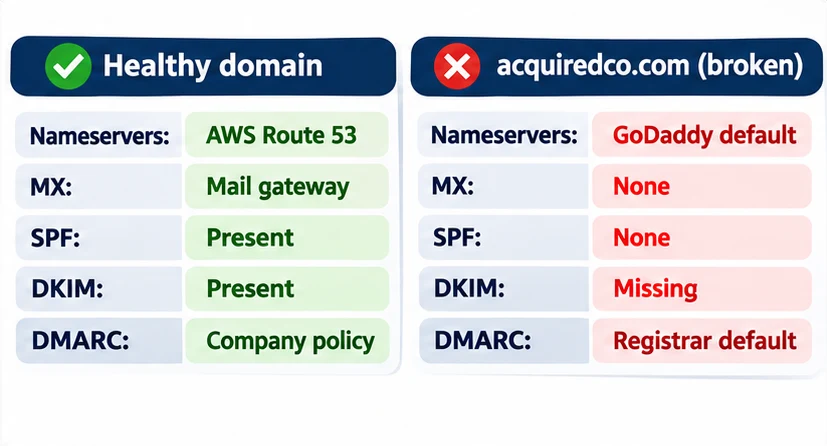 Healthy domain
Nameservers: AWS Route 53
MX: Mail gateway
SPF: Present
DKIM: Present
DMARC: Company policy
acquiredco.com (broken)
Nameservers: GoDaddy default
MX: None
SPF: None
DKIM: Missing
DMARC: Registrar default